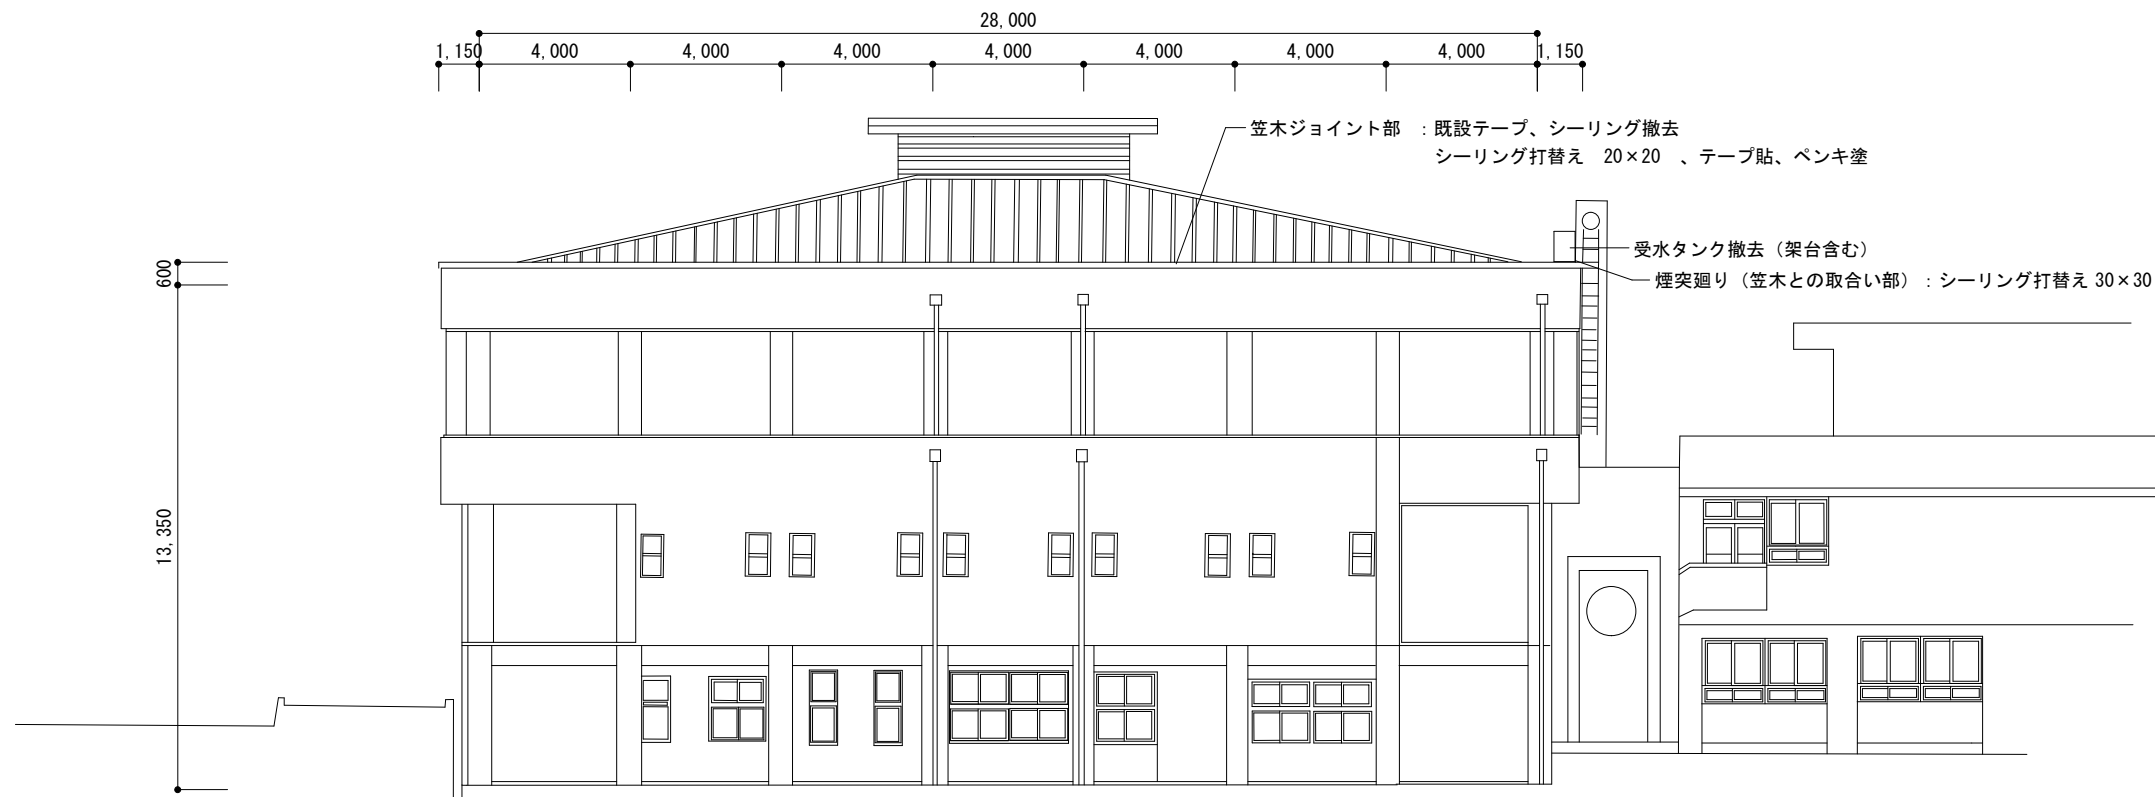 28,000
1,150 4,000 4,000 4,000 4,000 4,000 4,000 4,000 1,150
笠木ジョイント部 : 既設テープ、シーリング撤去
シーリング打替え 20×20 、テープ貼、ペンキ塗
受水タンク撤去(架台含む)
煙突廻り(笠木との取合い部) : シーリング打替え 30×30
600
13,350